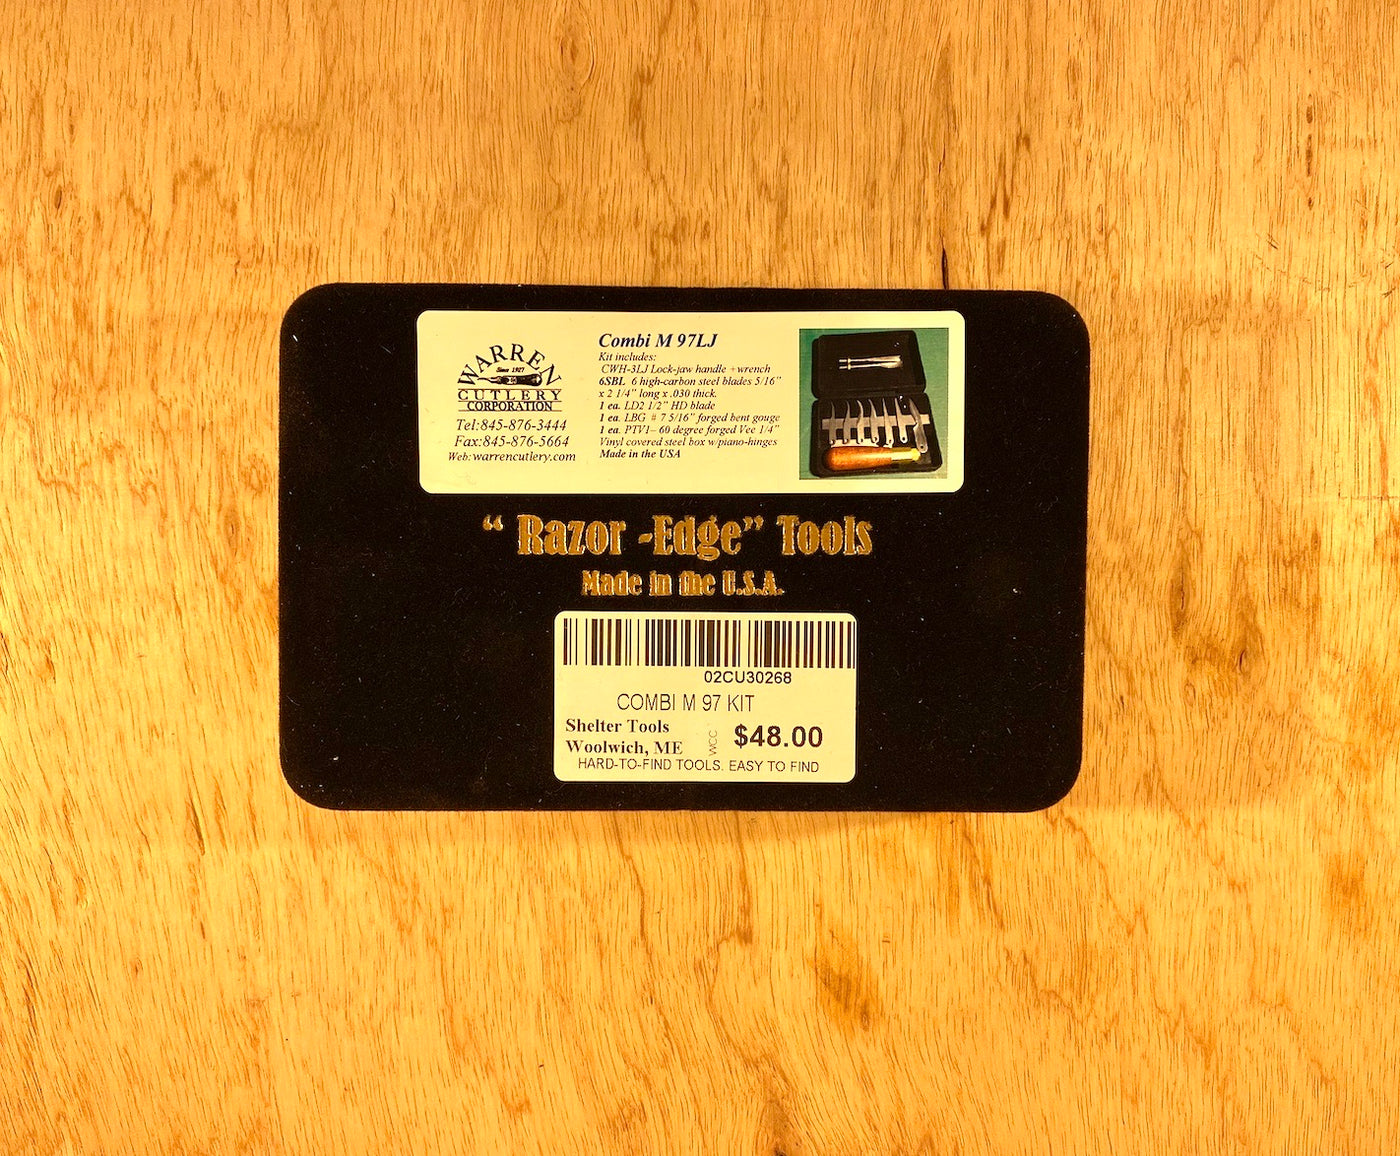 WARREN
Since 1927
CUTLERY
CORPORATION
Tel:845-876-3444
Fax:845-876-5664
Web: warrencutlery.com
Combi M 97LJ
Kit includes:
CWH-3LJ Lock-jaw handle +wrench
6SBL 6 high-carbon steel blades 5/16"
x 2 1/4" long x .030 thick.
1 ea. LD2 1/2" HD blade
1 ea. LBG # 7 5/16" forged bent gouge
1 ea. PTV1– 60 degree forged Vee 1/4"
Vinyl covered steel box w/piano-hinges
Made in the USA
“ Razor -Edge” Tools
Made in the U.S.A.
02CU30268
COMBI M 97 KIT
Shelter Tools
Woolwich, ME
WCC
$48.00
HARD-TO-FIND TOOLS. EASY TO FIND